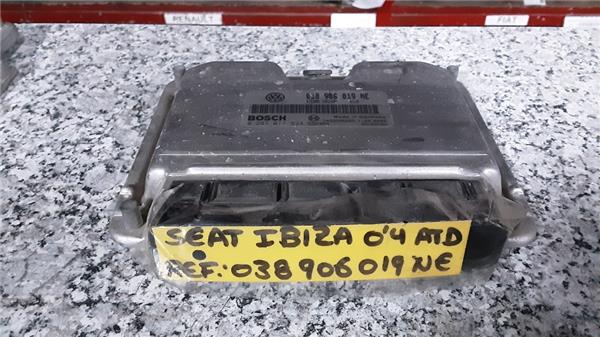 RENAULT
FIAT
038 906 019 NE
BOSCH
SEAT IBIZA 0'4 ATD
REF.: 038906019NE